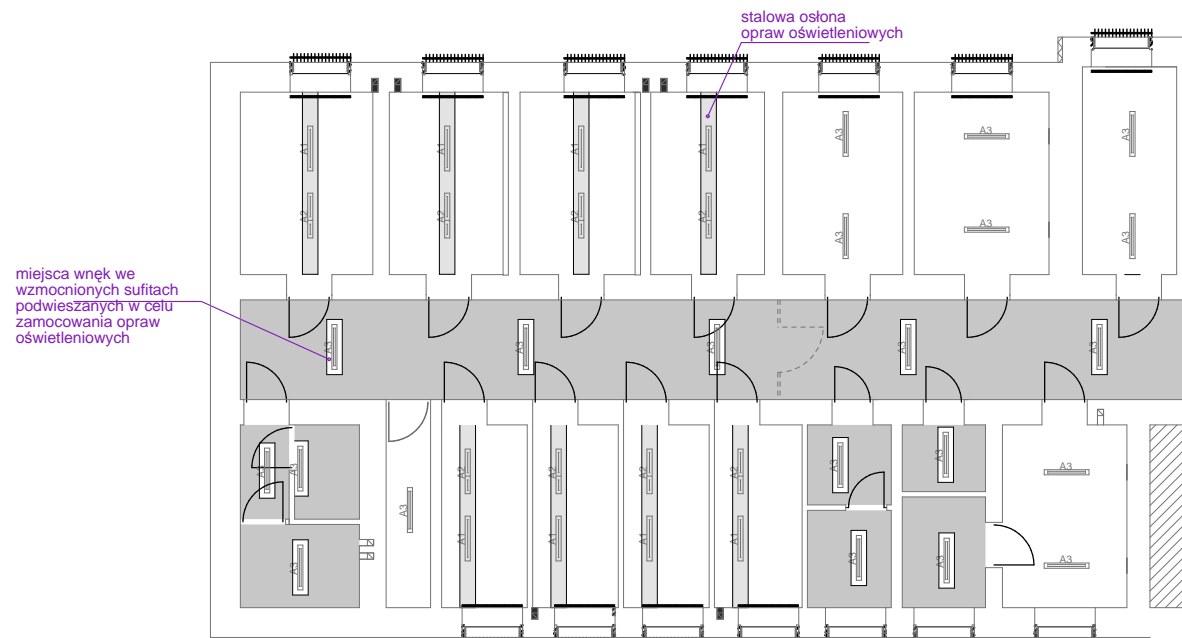 stalowa osłona
opraw oświetleniowych
A1
A1
A1
A1
A3
A3
A3
A2
A2
A2
A2
A3
A3
A3
miejsca wnęk we
wzmocnionych sufitach
podwieszanych w celu
zamocowania opraw
oświetleniowych
A3
A3
A3
A3
A3
A3
A3
A3
A2
A2
A2
A2
A3
A3
A3
A3
A1
A1
A1
A1
A3
A3
A3